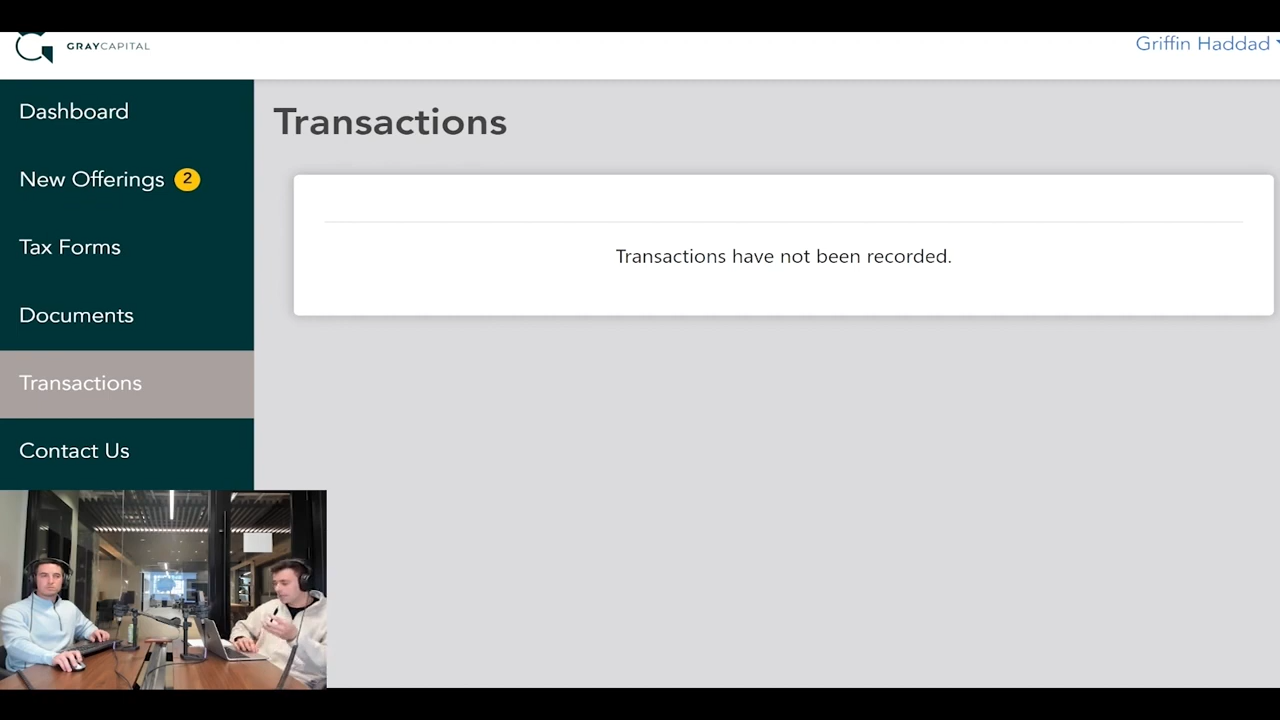 GRAYCAPITAL
Griffin Haddad
Dashboard
New Offerings 2
Tax Forms
Documents
Transactions
Contact Us
Transactions
Transactions have not been recorded.